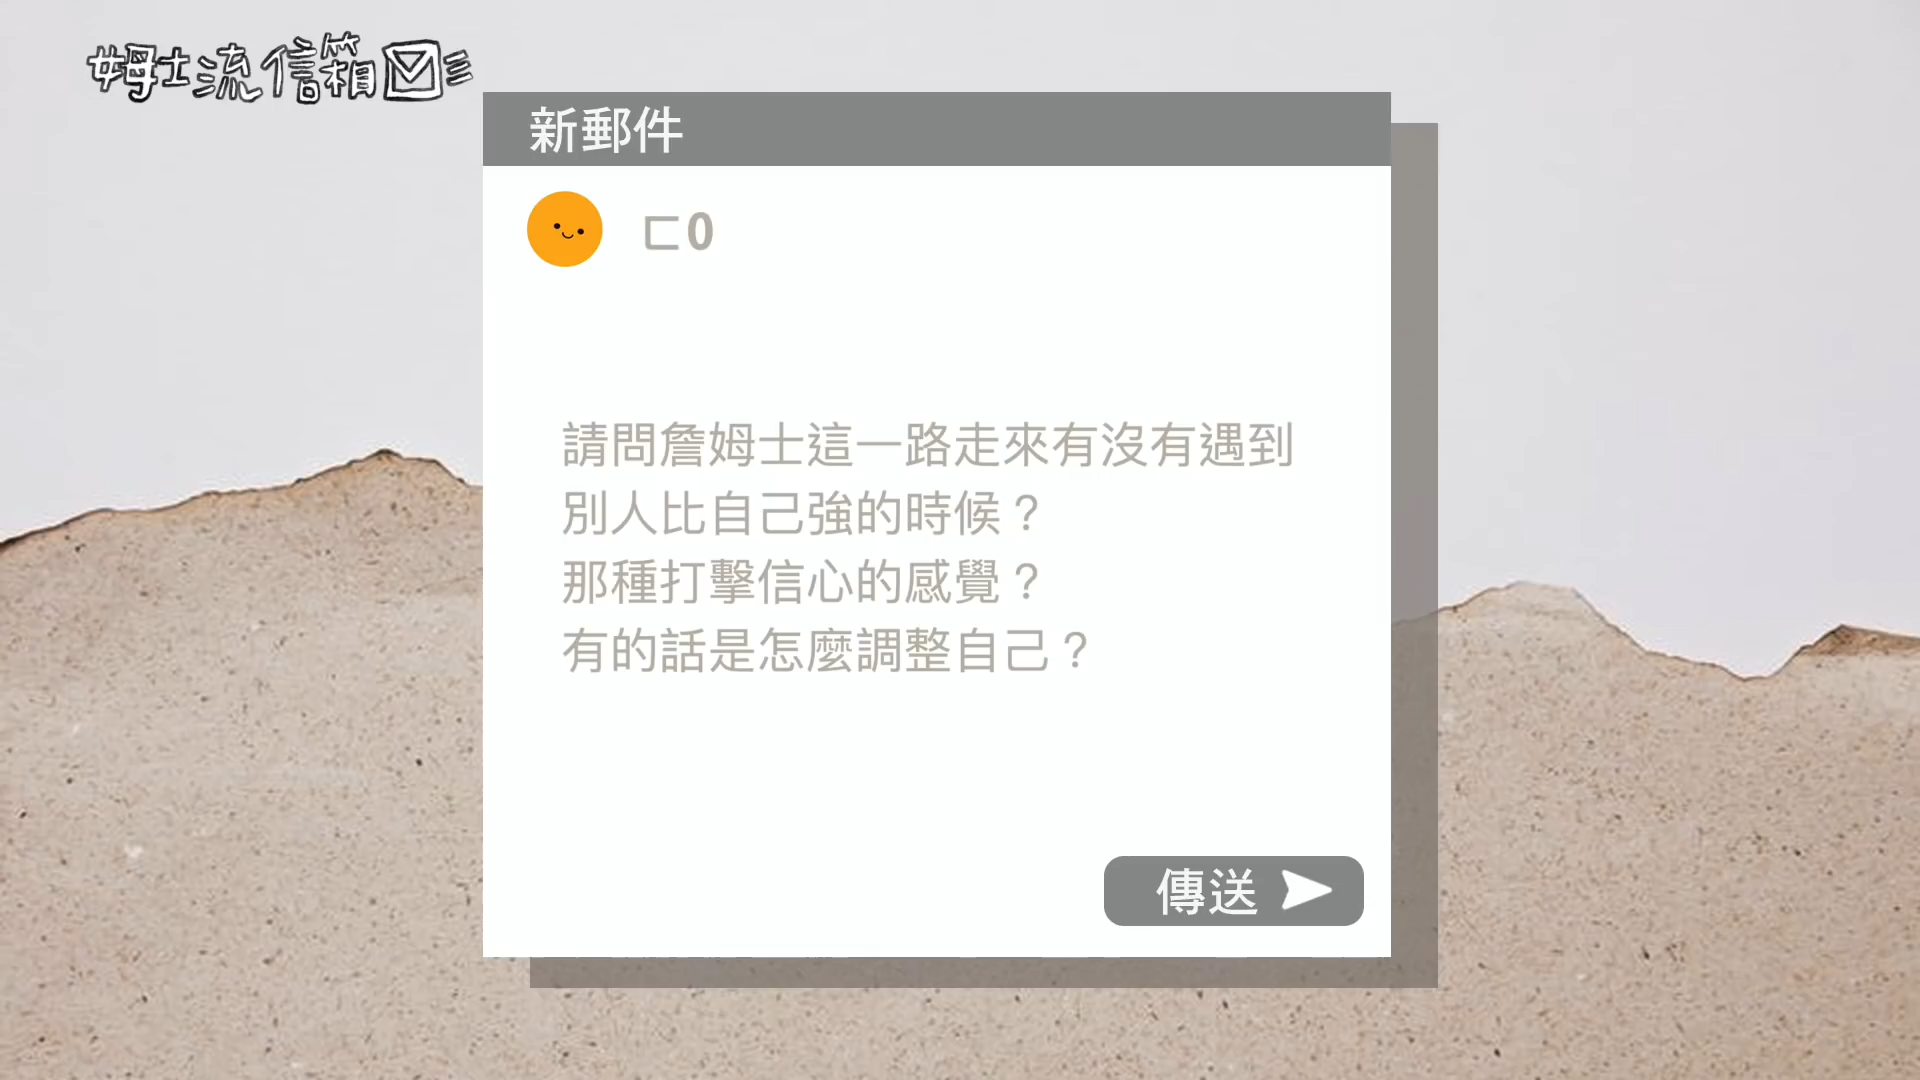 姆士流信箱
新郵件
ㄈ0
請問詹姆士這一路走來有沒有遇到
別人比自己強的時候？
那種打擊信心的感覺？
有的話是怎麼調整自己？
傳送